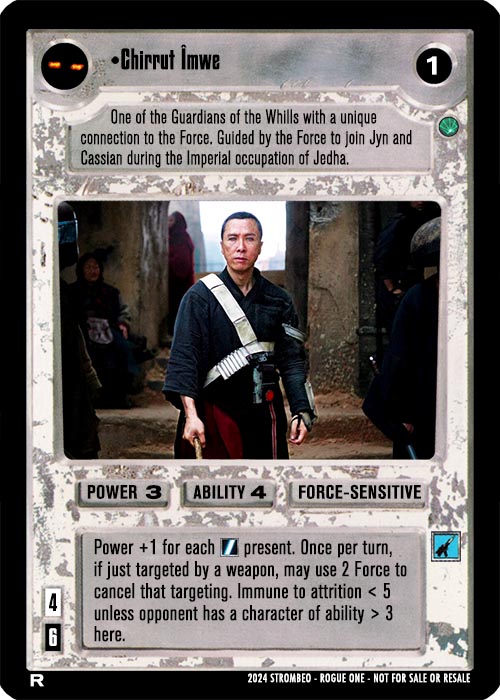 •Chirrut Îmwe
1
One of the Guardians of the Whills with a unique
connection to the Force. Guided by the Force to join Jyn and
Cassian during the Imperial occupation of Jedha.
POWER 3 ABILITY 4 FORCE-SENSITIVE
Power +1 for each present. Once per turn,
if just targeted by a weapon, may use 2 Force to
cancel that targeting. Immune to attrition < 5
unless opponent has a character of ability > 3
here.
4
6
R
2024 STROMBEO - ROGUE ONE - NOT FOR SALE OR RESALE